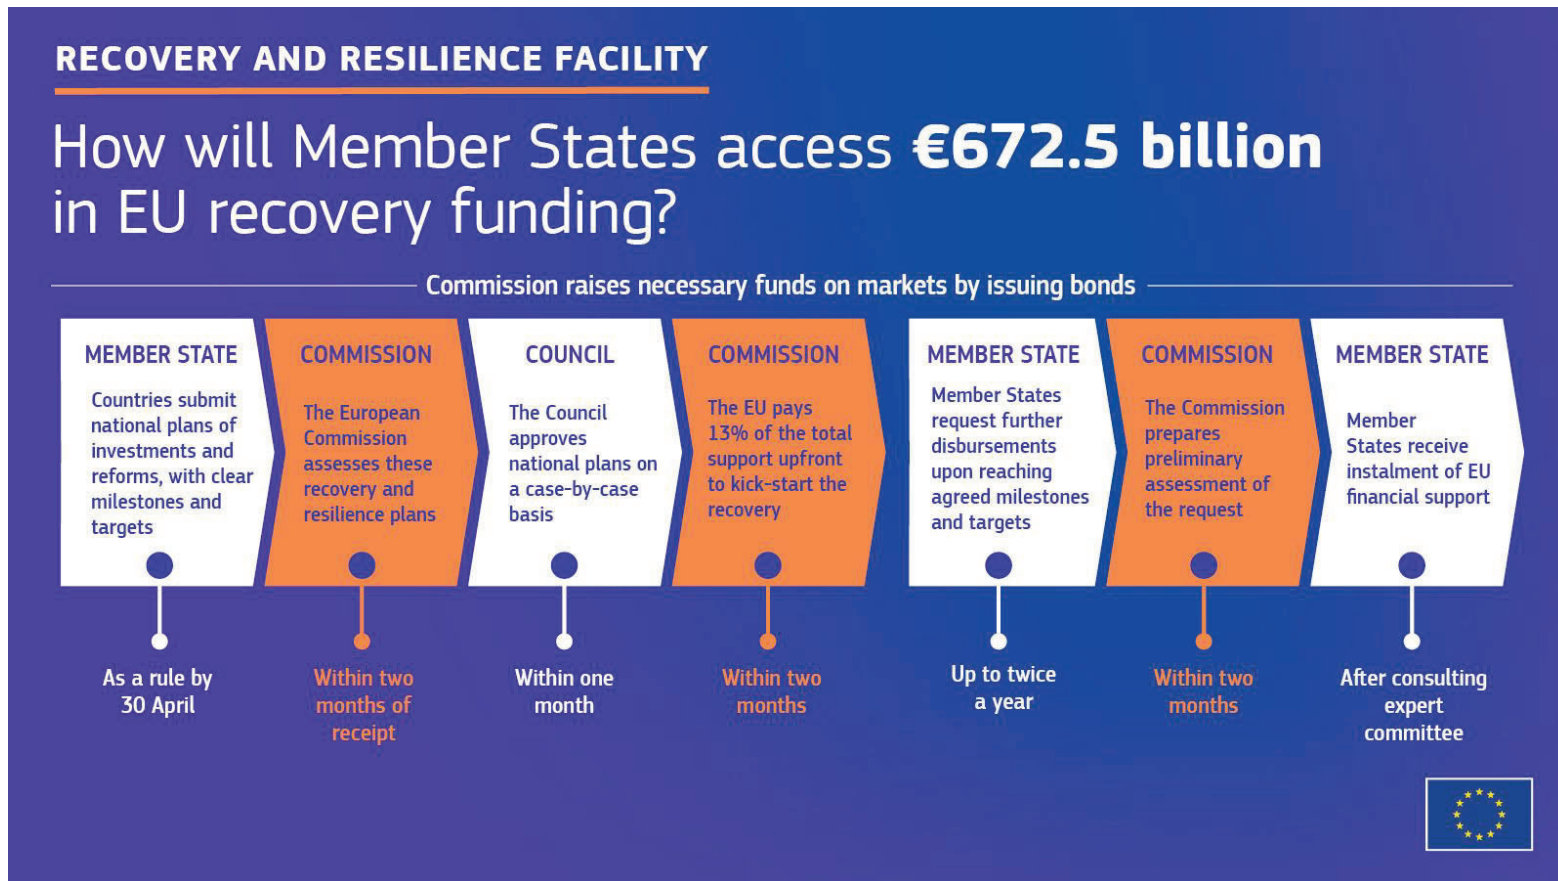 RECOVERY AND RESILIENCE FACILITY
How will Member States access €672.5 billion
in EU recovery funding?
Commission raises necessary funds on markets by issuing bonds
MEMBER STATE
Countries submit
national plans of
investments and
reforms, with clear
milestones and
targets
As a rule by
30 April
COMMISSION
The European
Commission
assesses these
recovery and
resilience plans
Within two
months of
receipt
COUNCIL
The Council
approves
national plans on
a case-by-case
basis
Within one
month
COMMISSION
The EU pays
13% of the total
support upfront
to kick-start the
recovery
Within two
months
MEMBER STATE
Member States
request further
disbursements
upon reaching
agreed milestones
and targets
Up to twice
a year
COMMISSION
The Commission
prepares
preliminary
assessment of
the request
Within two
months
MEMBER STATE
Member
States receive
instalment of EU
financial support
After consulting
expert
committee